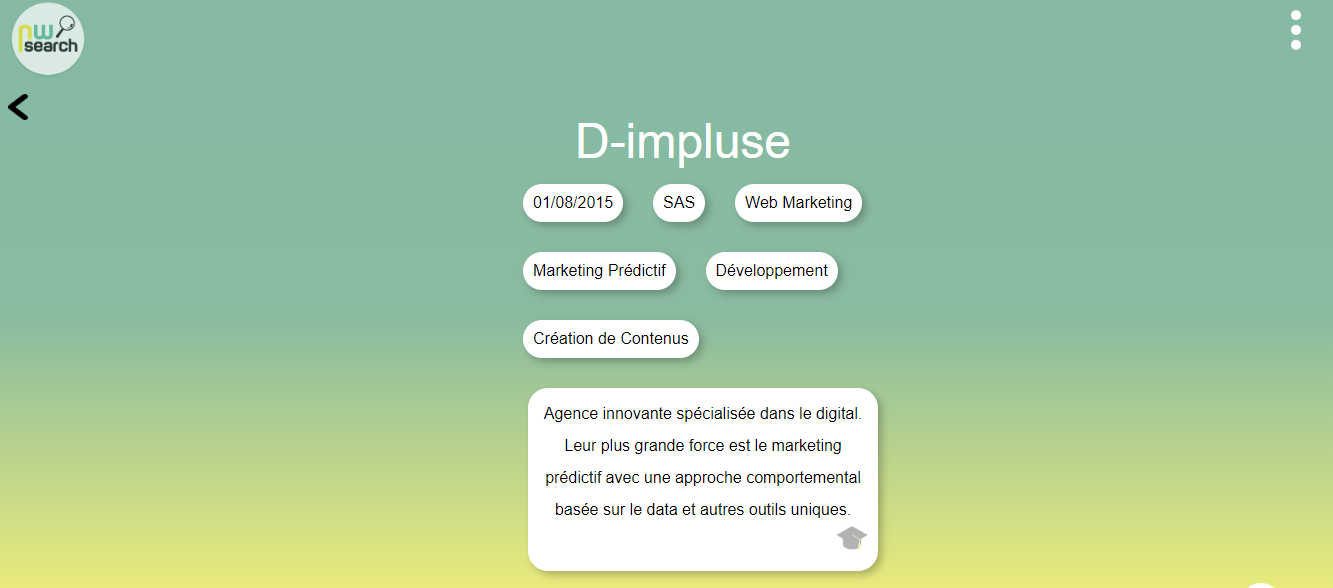 nw
search
D-impluse
01/08/2015 SAS Web Marketing
Marketing Prédictif Développement
Création de Contenus
Agence innovante spécialisée dans le digital.
Leur plus grande force est le marketing
prédictif avec une approche comportemental
basée sur le data et autres outils uniques.